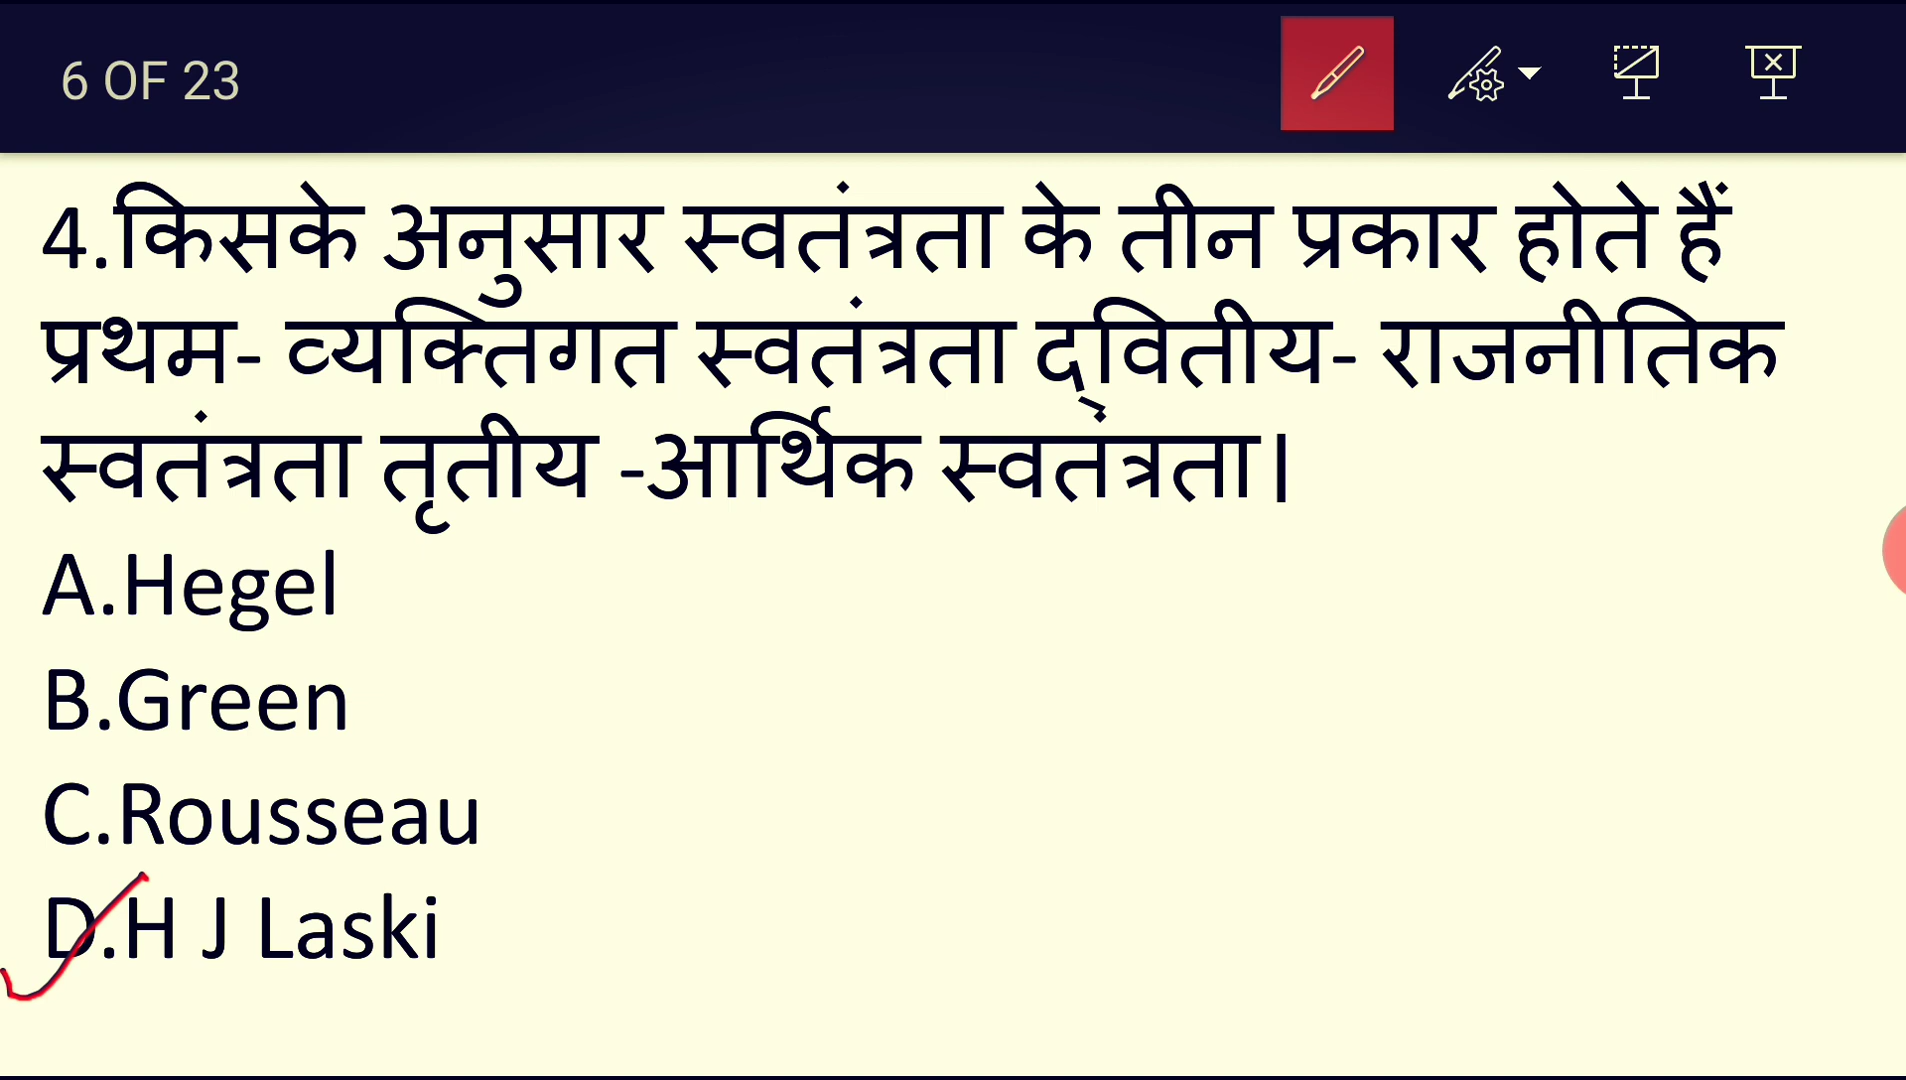 6 OF 23
4.किसके अनुसार स्वतंत्रता के तीन प्रकार होते हैं
प्रथम- व्यक्तिगत स्वतंत्रता द्वितीय- राजनीतिक
स्वतंत्रता तृतीय -आर्थिक स्वतंत्रता।
A.Hegel
B.Green
C.Rousseau
D.H J Laski